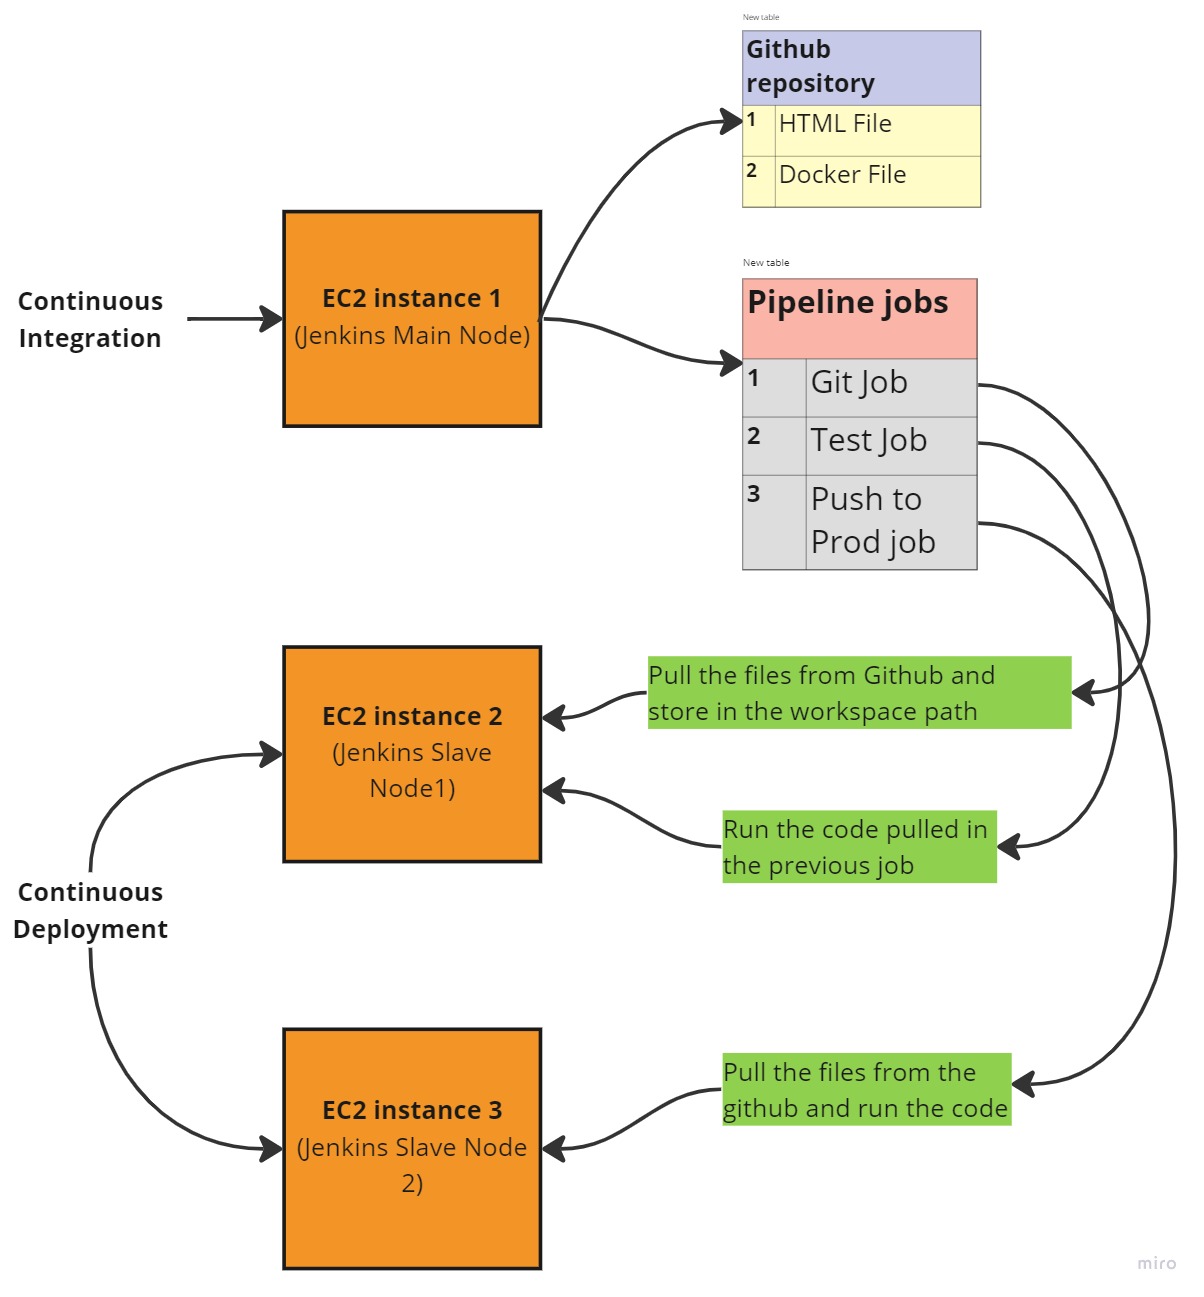 New table
Github
repository
1 HTML File
2 Docker File
Continuous
Integration
EC2 instance 1
(Jenkins Main Node)
New table
Pipeline jobs
1 Git Job
2 Test Job
3 Push to
Prod job
EC2 instance 2
(Jenkins Slave
Node1)
Pull the files from Github and
store in the workspace path
Run the code pulled in
the previous job
Continuous
Deployment
EC2 instance 3
(Jenkins Slave Node
2)
Pull the files from the
github and run the code
miro